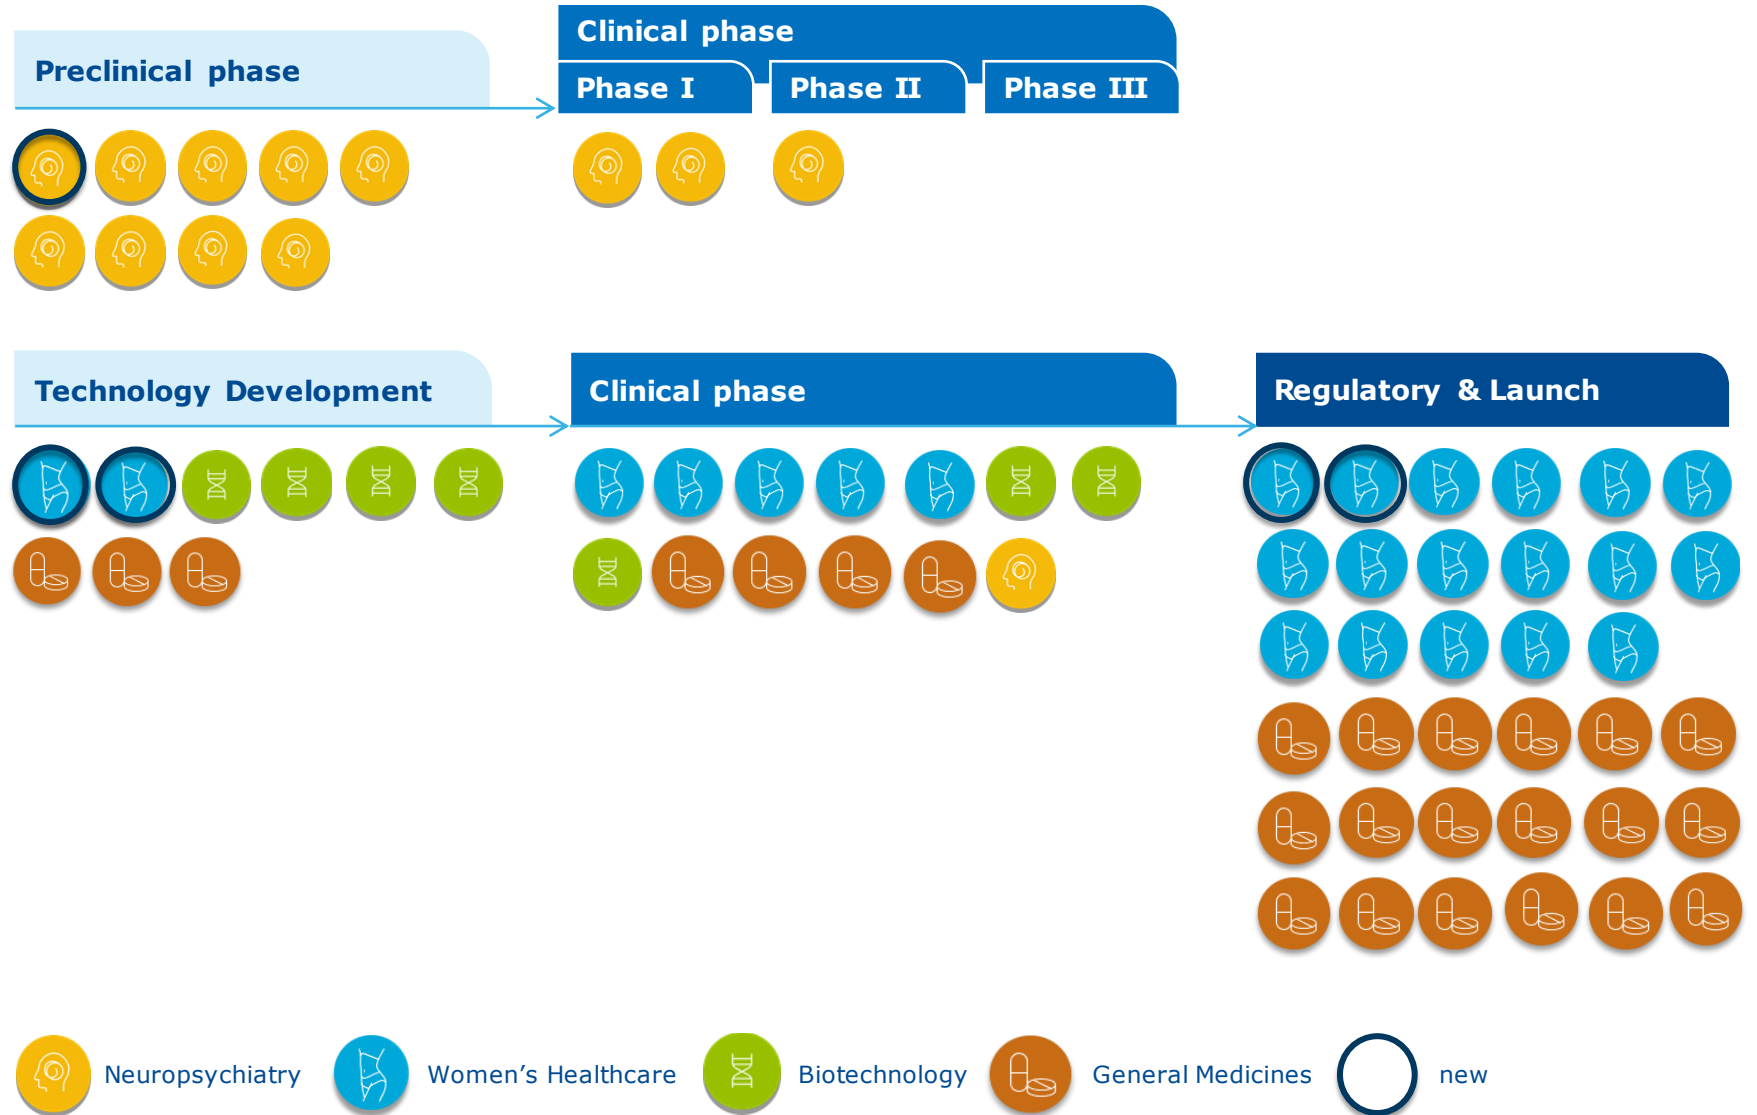 Clinical phase
Preclinical phase
Phase I
Phase II
Phase III
Technology Development
Clinical phase
Regulatory & Launch
Neuropsychiatry
Women’s Healthcare
Biotechnology
General Medicines
new